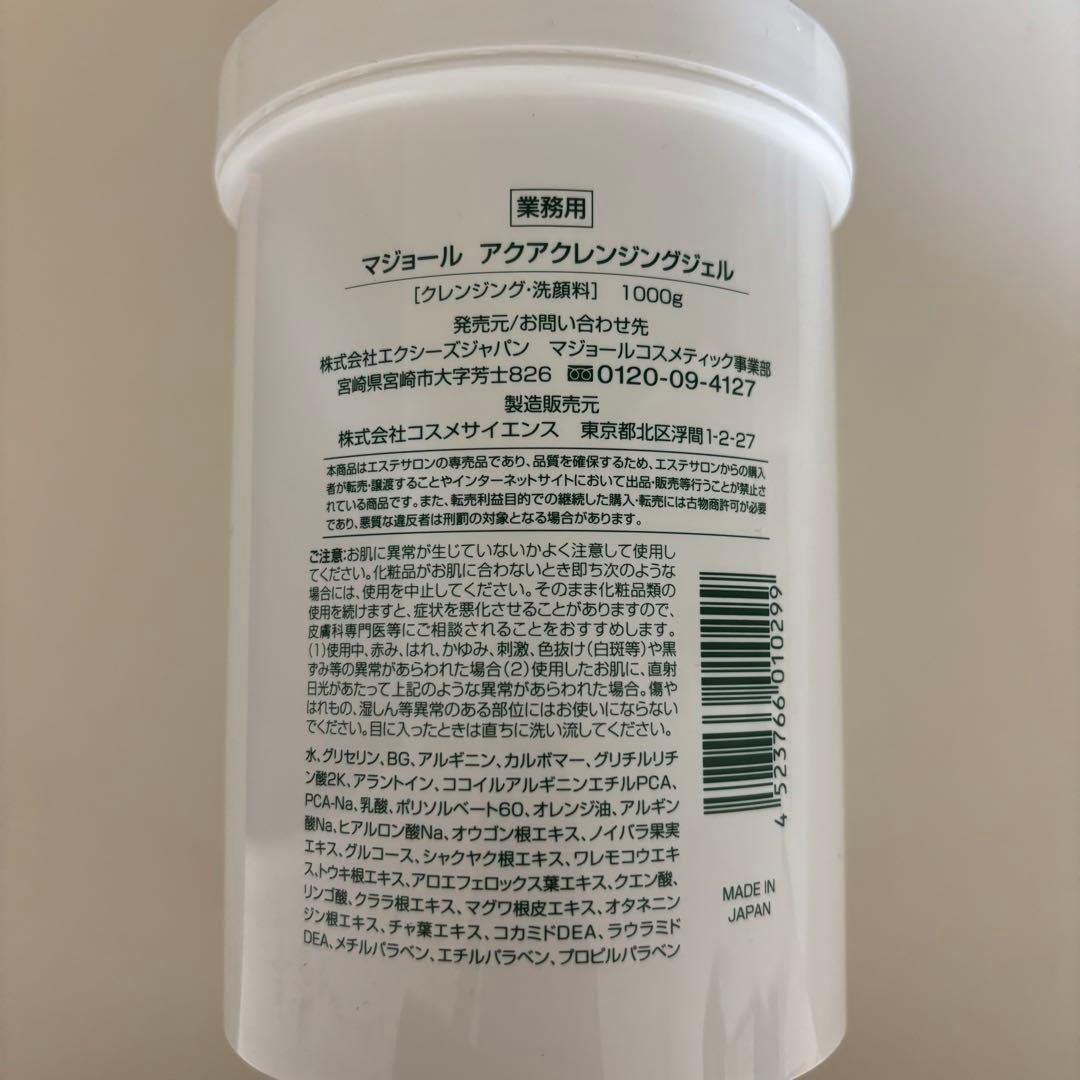 業務用
マジョール アクアクレンジングジェル
[クレンジング・洗顔料] 1000g
発売元/お問い合わせ先
株式会社エクシーズジャパン マジョールコスメティック事業部
宮崎県宮崎市大字芳士826 0120-09-4127
製造販売元
株式会社コスメサイエンス 東京都北区浮間1-2-27
本商品はエステサロンの専売品であり、品質を確保するため、エステサロンからの購入
者が転売・譲渡することやインターネットサイトにおいて出品・販売等行うことが禁止さ
れている商品です。また、転売利益目的での継続した購入・転売には古物商許可が必要
であり、悪質な違反者は刑罰の対象となる場合があります。
ご注意:お肌に異常が生じていないかよく注意して使用し
てください。化粧品がお肌に合わないとき即ち次のような
場合には、使用を中止してください。そのまま化粧品類の
使用を続けますと、症状を悪化させることがありますので、
皮膚科専門医等にご相談されることをおすすめします。
(1)使用中、赤み、はれ、かゆみ、刺激、色抜け(白斑等)や黒
ずみ等の異常があらわれた場合(2)使用したお肌に、直射
日光があたって上記のような異常があらわれた場合。傷や
はれもの、湿しん等異常のある部位にはお使いにならない
でください。目に入ったときは直ちに洗い流してください。
水、グリセリン、BG、アルギニン、カルボマー、グリチルリチ
ン酸2K、アラントイン、ココイルアルギニンエチルPCA、
PCA-Na、乳酸、ポリソルベート60、オレンジ油、アルギン
酸Na、ヒアルロン酸Na、オウゴン根エキス、ノイバラ果実
エキス、グルコース、シャクヤク根エキス、ワレモコウエキ
ス、トウキ根エキス、アロエフェロックス葉エキス、クエン酸、
リンゴ酸、クララ根エキス、マグワ根皮エキス、オタネニン
ジン根エキス、チャ葉エキス、コカミドDEA、ラウラミド
DEA、メチルパラベン、エチルパラベン、プロピルパラベン
4523766010299
MADE IN
JAPAN